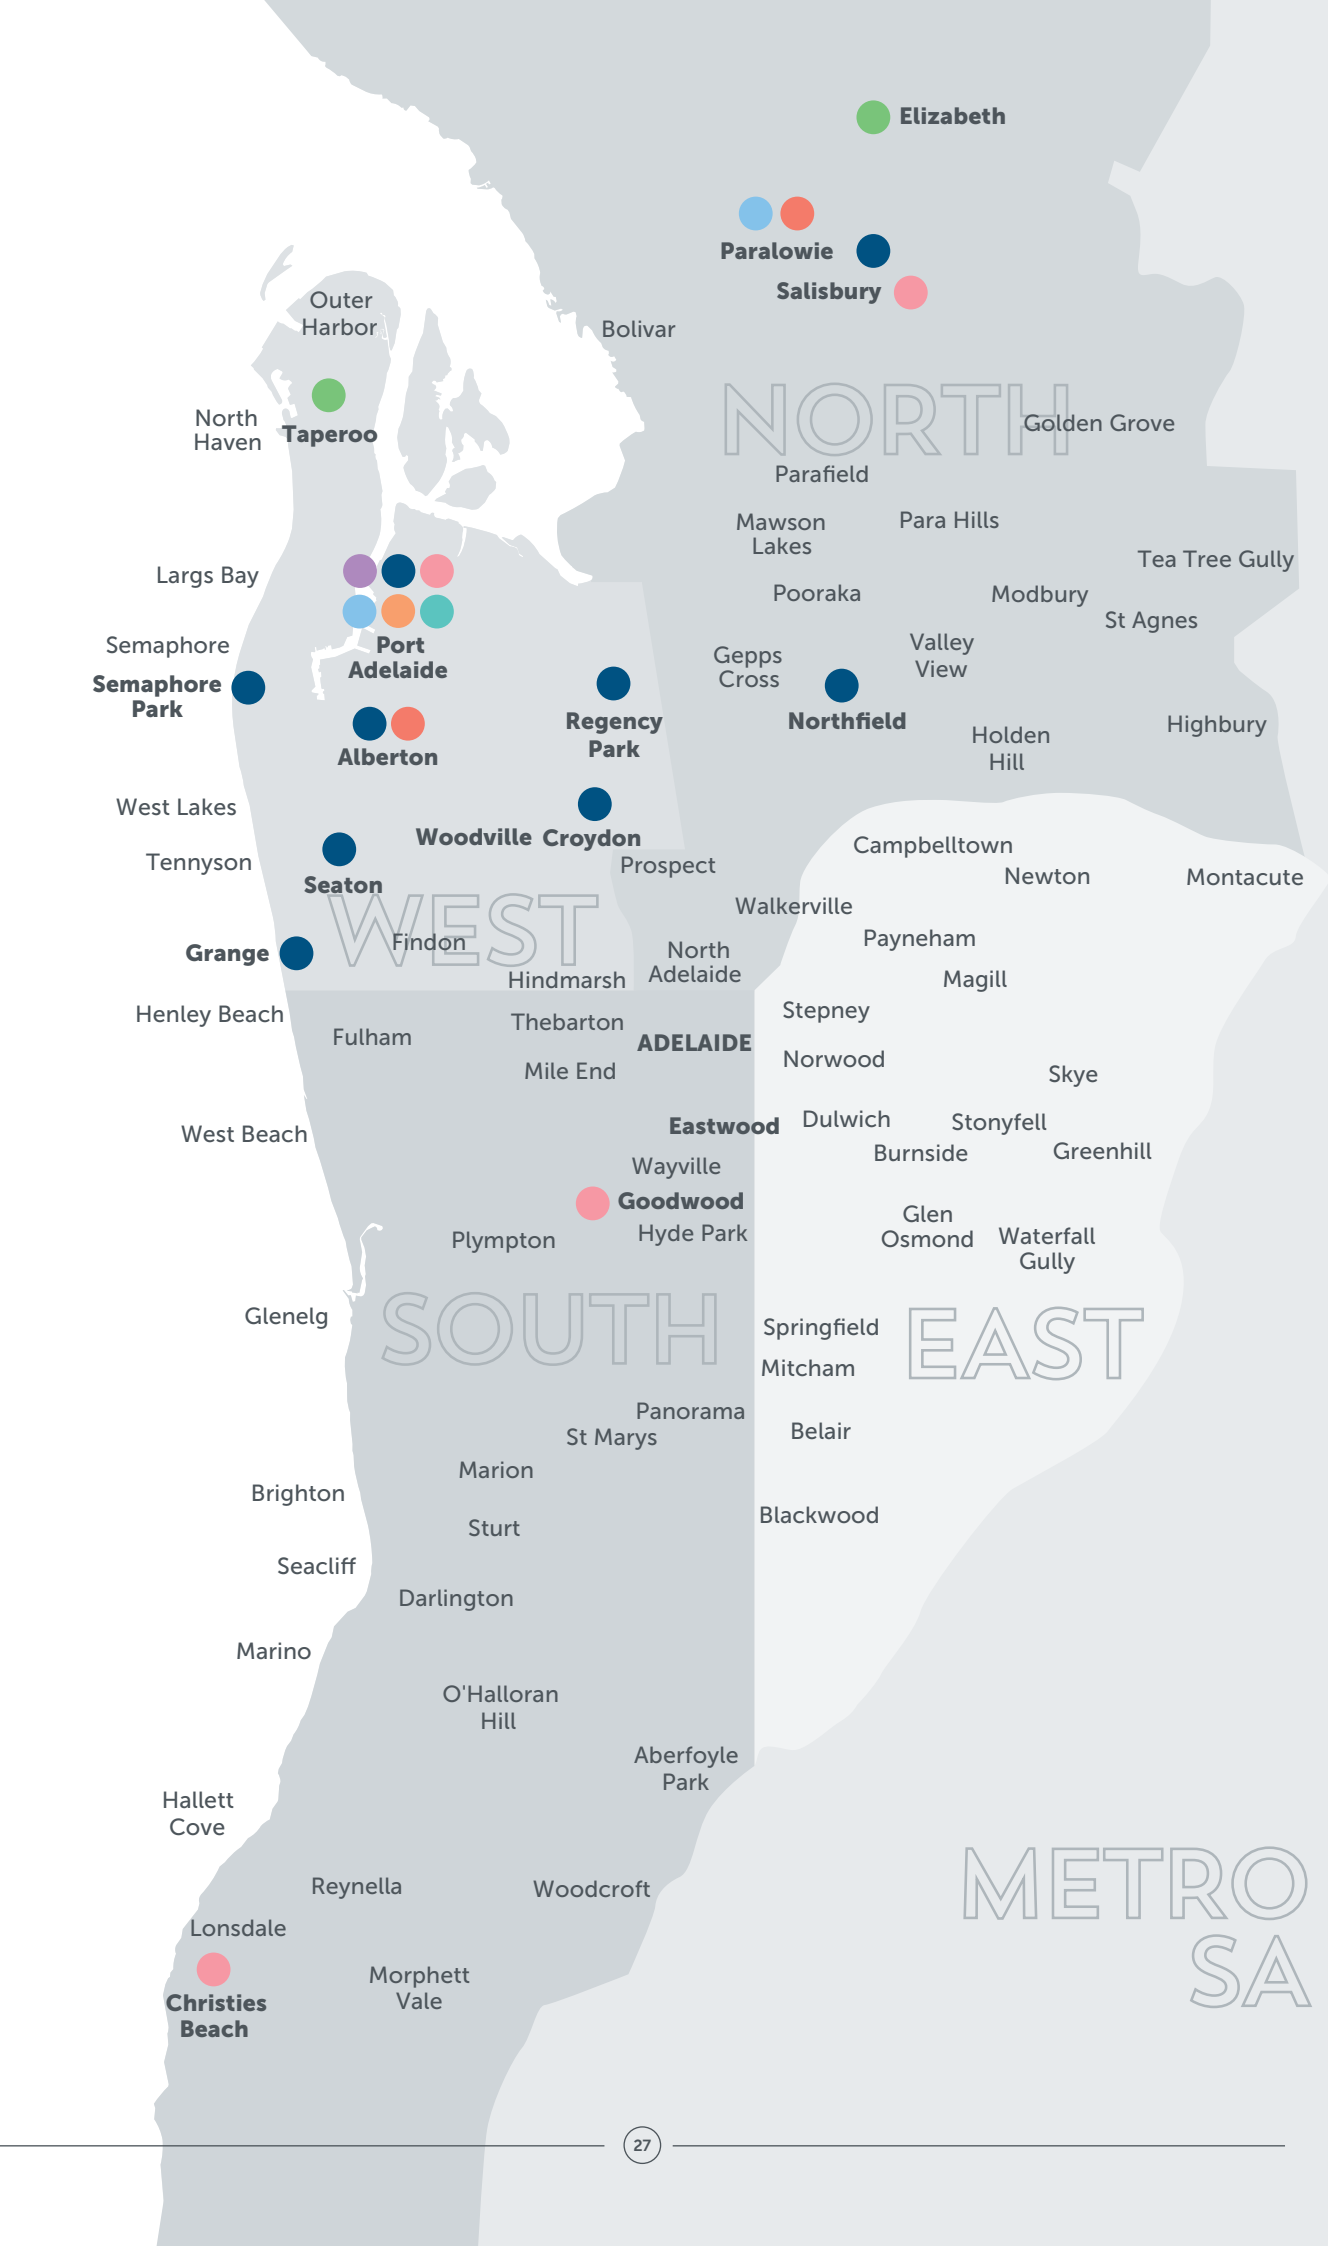 Elizabeth
Paralowie
Salisbury
Outer
Harbor
Bolivar
NORTH
North
Haven
Taperoo
Golden Grove
Parafield
Mawson
Lakes
Para Hills
Tea Tree Gully
Largs Bay
Pooraka
Modbury
St Agnes
Semaphore
Port
Adelaide
Gepps
Cross
Valley
View
Semaphore
Park
Regency
Park
Northfield
Highbury
Alberton
Holden
Hill
West Lakes
Woodville
Croydon
Campbelltown
Tennyson
Prospect
Newton
Montacute
Seaton
WEST
Walkerville
Findon
Payneham
Grange
North
Adelaide
Hindmarsh
Magill
Henley Beach
Fulham
Thebarton
Stepney
ADELAIDE
Mile End
Norwood
Skye
West Beach
Eastwood
Dulwich
Stonyfell
Wayville
Burnside
Greenhill
Goodwood
Plympton
Hyde Park
Glen
Osmond
Waterfall
Gully
Glenelg
SOUTH
Springfield
EAST
Mitcham
Panorama
St Marys
Belair
Marion
Brighton
Blackwood
Sturt
Seacliff
Darlington
Marino
O'Halloran
Hill
Aberfoyle
Park
Hallett
Cove
METRO
SA
Reynella
Woodcroft
Lonsdale
Morphett
Vale
Christies
Beach
27